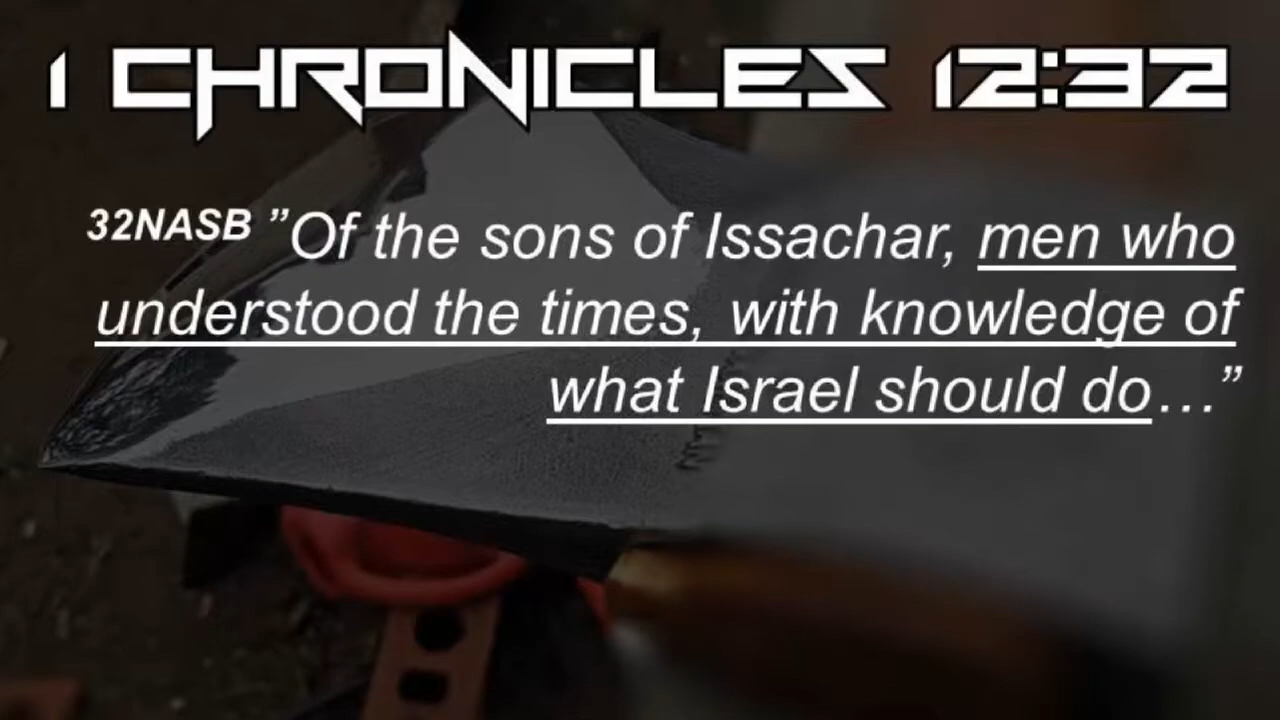 1 CHRONICLES 12:32
32NASB ”Of the sons of Issachar, men who
understood the times, with knowledge of
what Israel should do…”